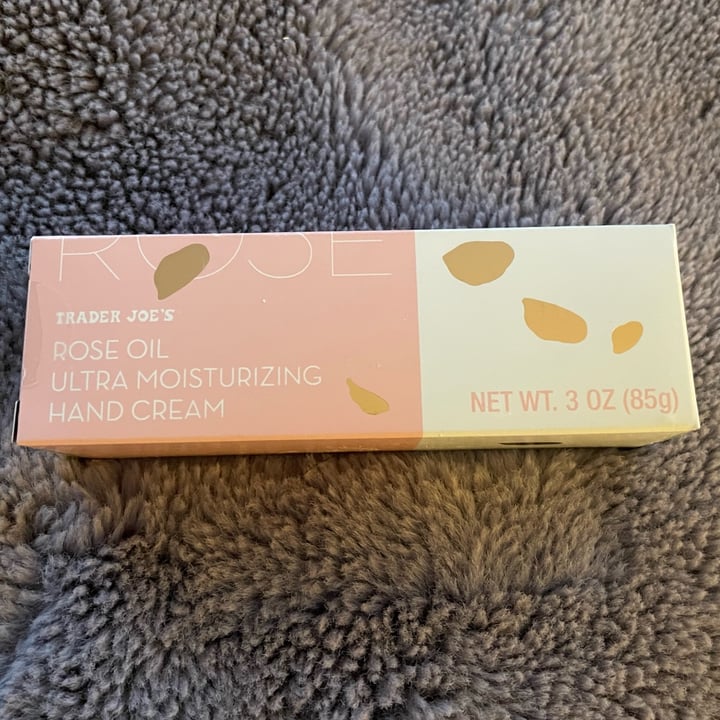 ROSE
TRADER JOE'S
ROSE OIL
ULTRA MOISTURIZING
HAND CREAM
NET WT. 3 OZ (85g)